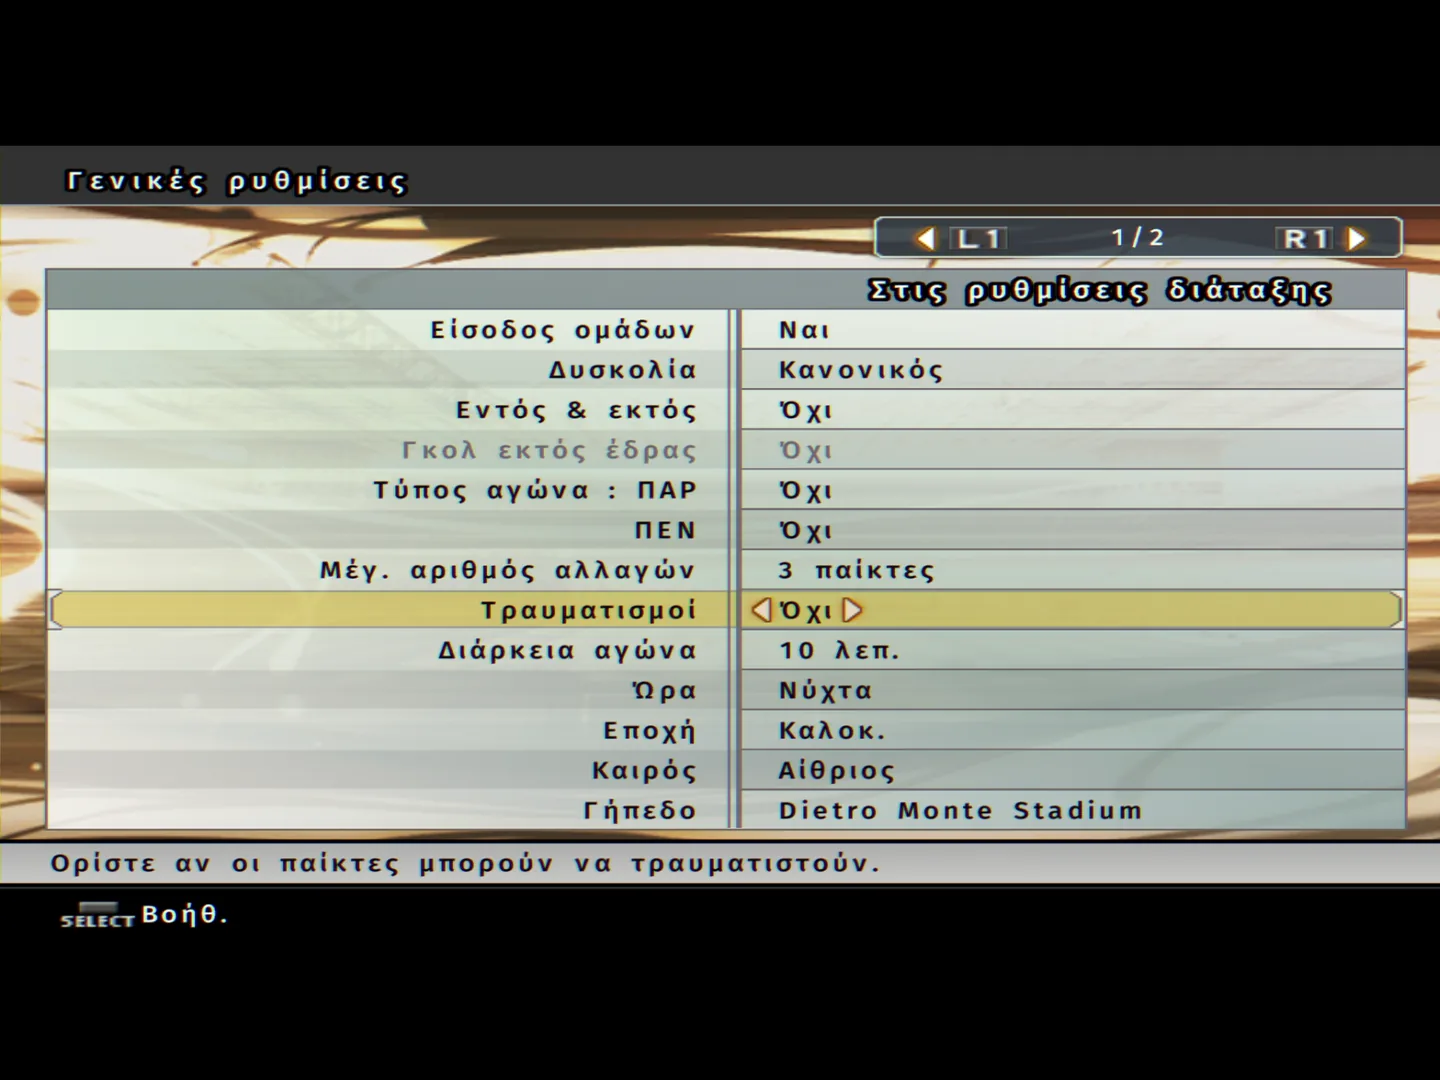 Γενικές ρυθμίσεις
L1 1/2 R1
Στις ρυθμίσεις διάταξης
Είσοδος ομάδων Ναι
Δυσκολία Κανονικός
Εντός & εκτός Όχι
Γκολ εκτός έδρας Όχι
Τύπος αγώνα : ΠΑΡ Όχι
ΠΕΝ Όχι
Μέγ. αριθμός αλλαγών 3 παίκτες
Τραυματισμοί Όχι
Διάρκεια αγώνα 10 λεπ.
Ώρα Νύχτα
Εποχή Καλοκ.
Καιρός Αίθριος
Γήπεδο Dietro Monte Stadium
Ορίστε αν οι παίκτες μπορούν να τραυματιστούν.
SELECT Βοήθ.